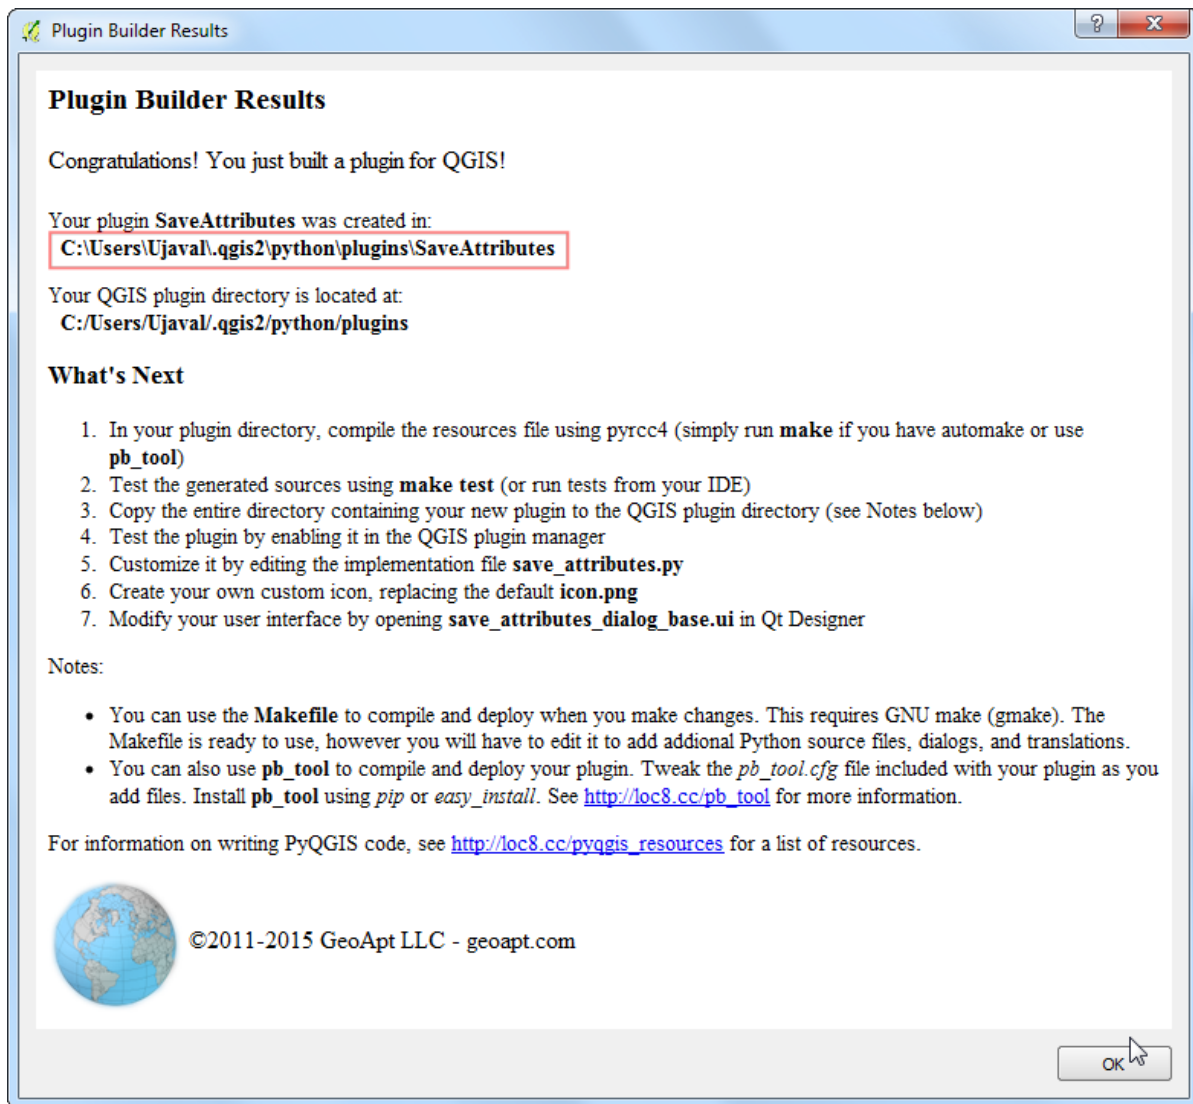 Plugin Builder Results
Plugin Builder Results
Congratulations! You just built a plugin for QGIS!
Your plugin SaveAttributes was created in:
C:\Users\Ujaval\.qgis2\python\plugins\SaveAttributes
Your QGIS plugin directory is located at:
C:/Users/Ujaval/.qgis2/python/plugins
What's Next
1. In your plugin directory, compile the resources file using pyrcc4 (simply run make if you have automake or use
pb_tool)
2. Test the generated sources using make test (or run tests from your IDE)
3. Copy the entire directory containing your new plugin to the QGIS plugin directory (see Notes below)
4. Test the plugin by enabling it in the QGIS plugin manager
5. Customize it by editing the implementation file save_attributes.py
6. Create your own custom icon, replacing the default icon.png
7. Modify your user interface by opening save_attributes_dialog_base.ui in Qt Designer
Notes:
• You can use the Makefile to compile and deploy when you make changes. This requires GNU make (gmake). The
Makefile is ready to use, however you will have to edit it to add addional Python source files, dialogs, and translations.
• You can also use pb_tool to compile and deploy your plugin. Tweak the pb_tool.cfg file included with your plugin as you
add files. Install pb_tool using pip or easy_install. See http://loc8.cc/pb_tool for more information.
For information on writing PyQGIS code, see http://loc8.cc/pyqgis_resources for a list of resources.
©2011-2015 GeoApt LLC - geoapt.com
OK